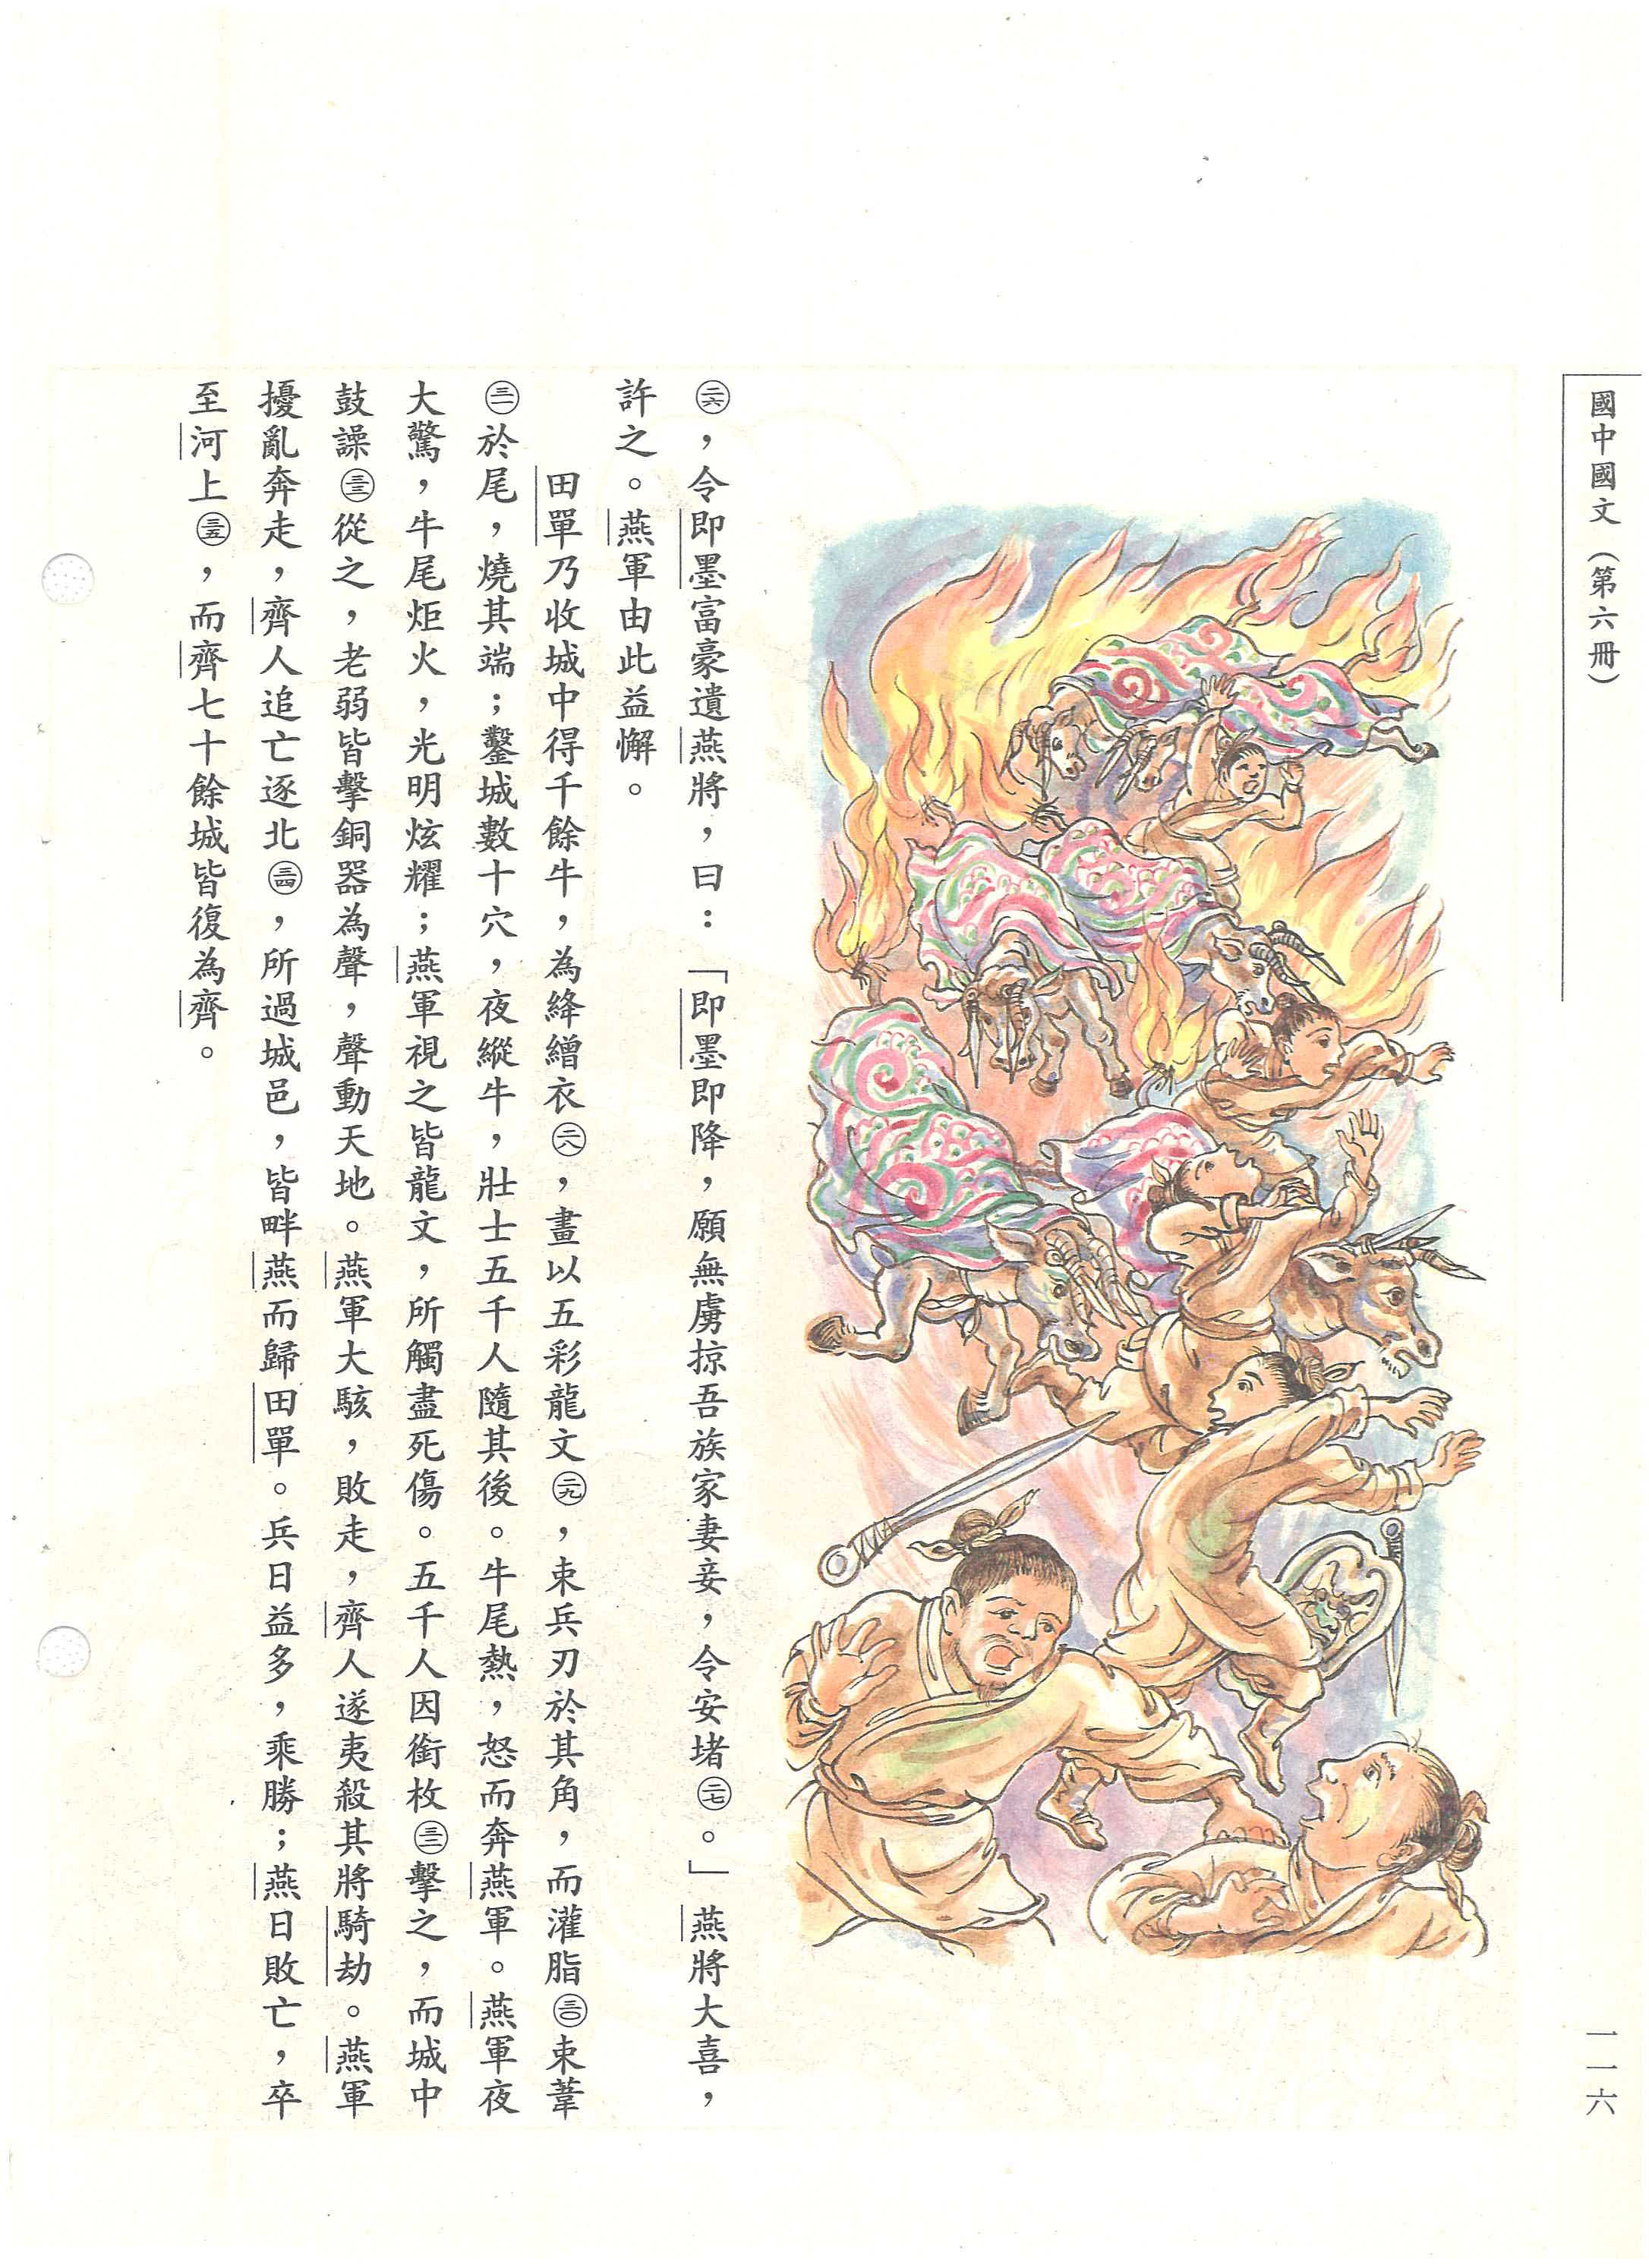 國中國文（第六冊）
一一六
㉖，令即墨富豪遺燕將，曰：「即墨即降，願無虜掠吾族家妻妾，令安堵㉗。」燕將大喜，
許之。燕軍由此益懈。
田單乃收城中得千餘牛，為絳繒衣㉘，畫以五彩龍文㉙，束兵刃於其角，而灌脂㉚束葦
㉛於尾，燒其端；鑿城數十穴，夜縱牛，壯士五千人隨其後。牛尾熱，怒而奔燕軍。燕軍夜
大驚，牛尾炬火，光明炫耀；燕軍視之皆龍文，所觸盡死傷。五千人因銜枚㉜擊之，而城中
鼓譟㉝從之，老弱皆擊銅器為聲，聲動天地。燕軍大駭，敗走，齊人遂夷殺其將騎劫。燕軍
擾亂奔走，齊人追亡逐北㉞，所過城邑，皆畔燕而歸田單。兵日益多，乘勝；燕日敗亡，卒
至河上㉟，而齊七十餘城皆復為齊。